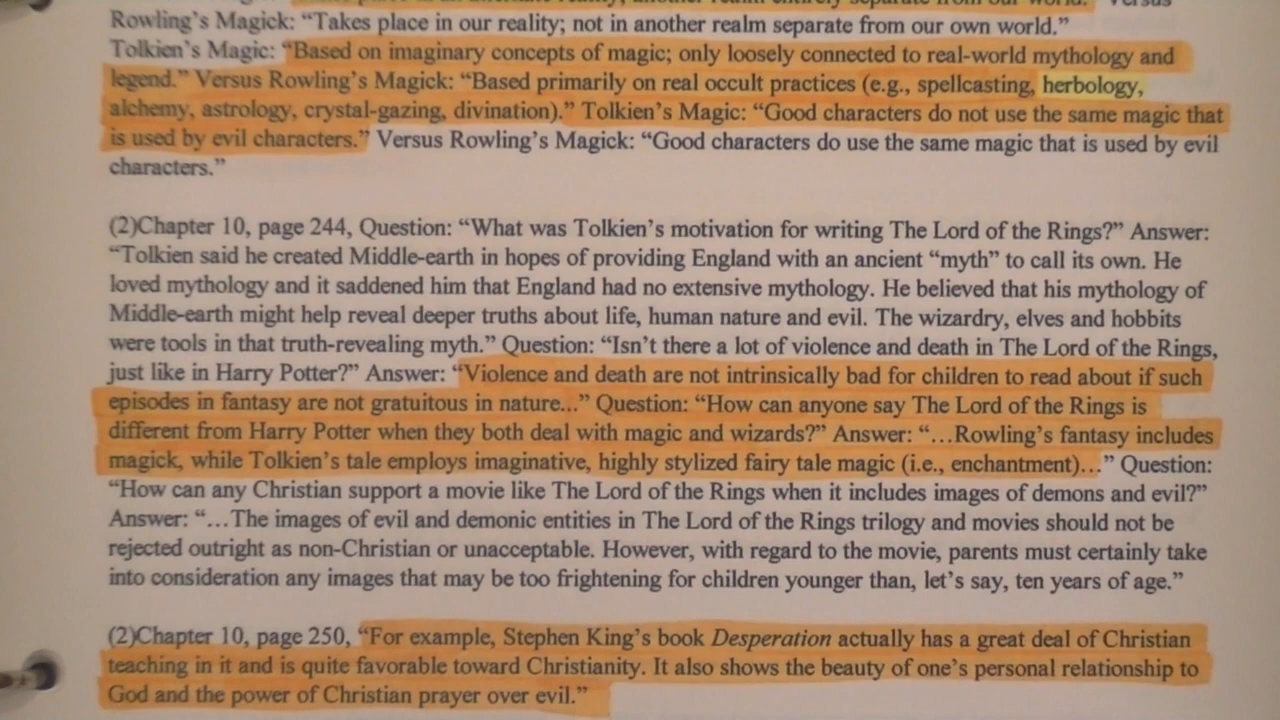 place in an alternate reality, another realm entirely separate from our world.” Versus
Rowling’s Magick: “Takes place in our reality; not in another realm separate from our own world.”
Tolkien’s Magic: “Based on imaginary concepts of magic; only loosely connected to real-world mythology and
legend.” Versus Rowling’s Magick: “Based primarily on real occult practices (e.g., spellcasting, herbology,
alchemy, astrology, crystal-gazing, divination).” Tolkien’s Magic: “Good characters do not use the same magic that
is used by evil characters.” Versus Rowling’s Magick: “Good characters do use the same magic that is used by evil
characters.”
(2)Chapter 10, page 244, Question: “What was Tolkien’s motivation for writing The Lord of the Rings?” Answer:
“Tolkien said he created Middle-earth in hopes of providing England with an ancient “myth” to call its own. He
loved mythology and it saddened him that England had no extensive mythology. He believed that his mythology of
Middle-earth might help reveal deeper truths about life, human nature and evil. The wizardry, elves and hobbits
were tools in that truth-revealing myth.” Question: “Isn’t there a lot of violence and death in The Lord of the Rings,
just like in Harry Potter?” Answer: “Violence and death are not intrinsically bad for children to read about if such
episodes in fantasy are not gratuitous in nature...” Question: “How can anyone say The Lord of the Rings is
different from Harry Potter when they both deal with magic and wizards?” Answer: “…Rowling’s fantasy includes
magick, while Tolkien’s tale employs imaginative, highly stylized fairy tale magic (i.e., enchantment)…” Question:
“How can any Christian support a movie like The Lord of the Rings when it includes images of demons and evil?”
Answer: “…The images of evil and demonic entities in The Lord of the Rings trilogy and movies should not be
rejected outright as non-Christian or unacceptable. However, with regard to the movie, parents must certainly take
into consideration any images that may be too frightening for children younger than, let’s say, ten years of age.”
(2)Chapter 10, page 250, “For example, Stephen King’s book Desperation actually has a great deal of Christian
teaching in it and is quite favorable toward Christianity. It also shows the beauty of one’s personal relationship to
God and the power of Christian prayer over evil.”